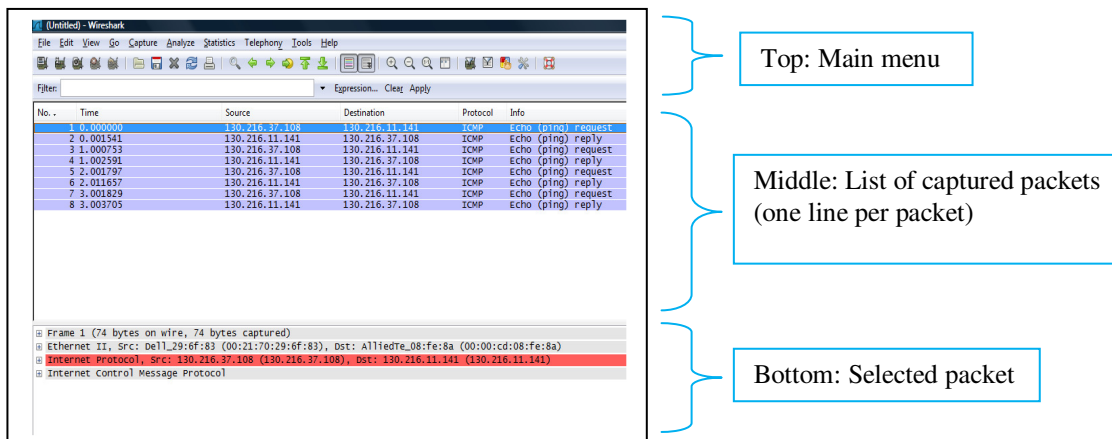 (Untitled) - Wireshark
File Edit View Go Capture Analyze Statistics Telephony Tools Help
Filter: Expression... Clear Apply
No. . Time Source Destination Protocol Info
1 0.000000 130.216.37.108 130.216.11.141 ICMP Echo (ping) request
2 0.001541 130.216.11.141 130.216.37.108 ICMP Echo (ping) reply
3 1.000753 130.216.37.108 130.216.11.141 ICMP Echo (ping) request
4 1.002591 130.216.11.141 130.216.37.108 ICMP Echo (ping) reply
5 2.001797 130.216.37.108 130.216.11.141 ICMP Echo (ping) request
6 2.011657 130.216.11.141 130.216.37.108 ICMP Echo (ping) reply
7 3.001829 130.216.37.108 130.216.11.141 ICMP Echo (ping) request
8 3.003705 130.216.11.141 130.216.37.108 ICMP Echo (ping) reply
Frame 1 (74 bytes on wire, 74 bytes captured)
Ethernet II, Src: Dell_29:6f:83 (00:21:70:29:6f:83), Dst: AlliedTe_08:fe:8a (00:00:cd:08:fe:8a)
Internet Protocol, Src: 130.216.37.108 (130.216.37.108), Dst: 130.216.11.141 (130.216.11.141)
Internet Control Message Protocol
Top: Main menu
Middle: List of captured packets
(one line per packet)
Bottom: Selected packet